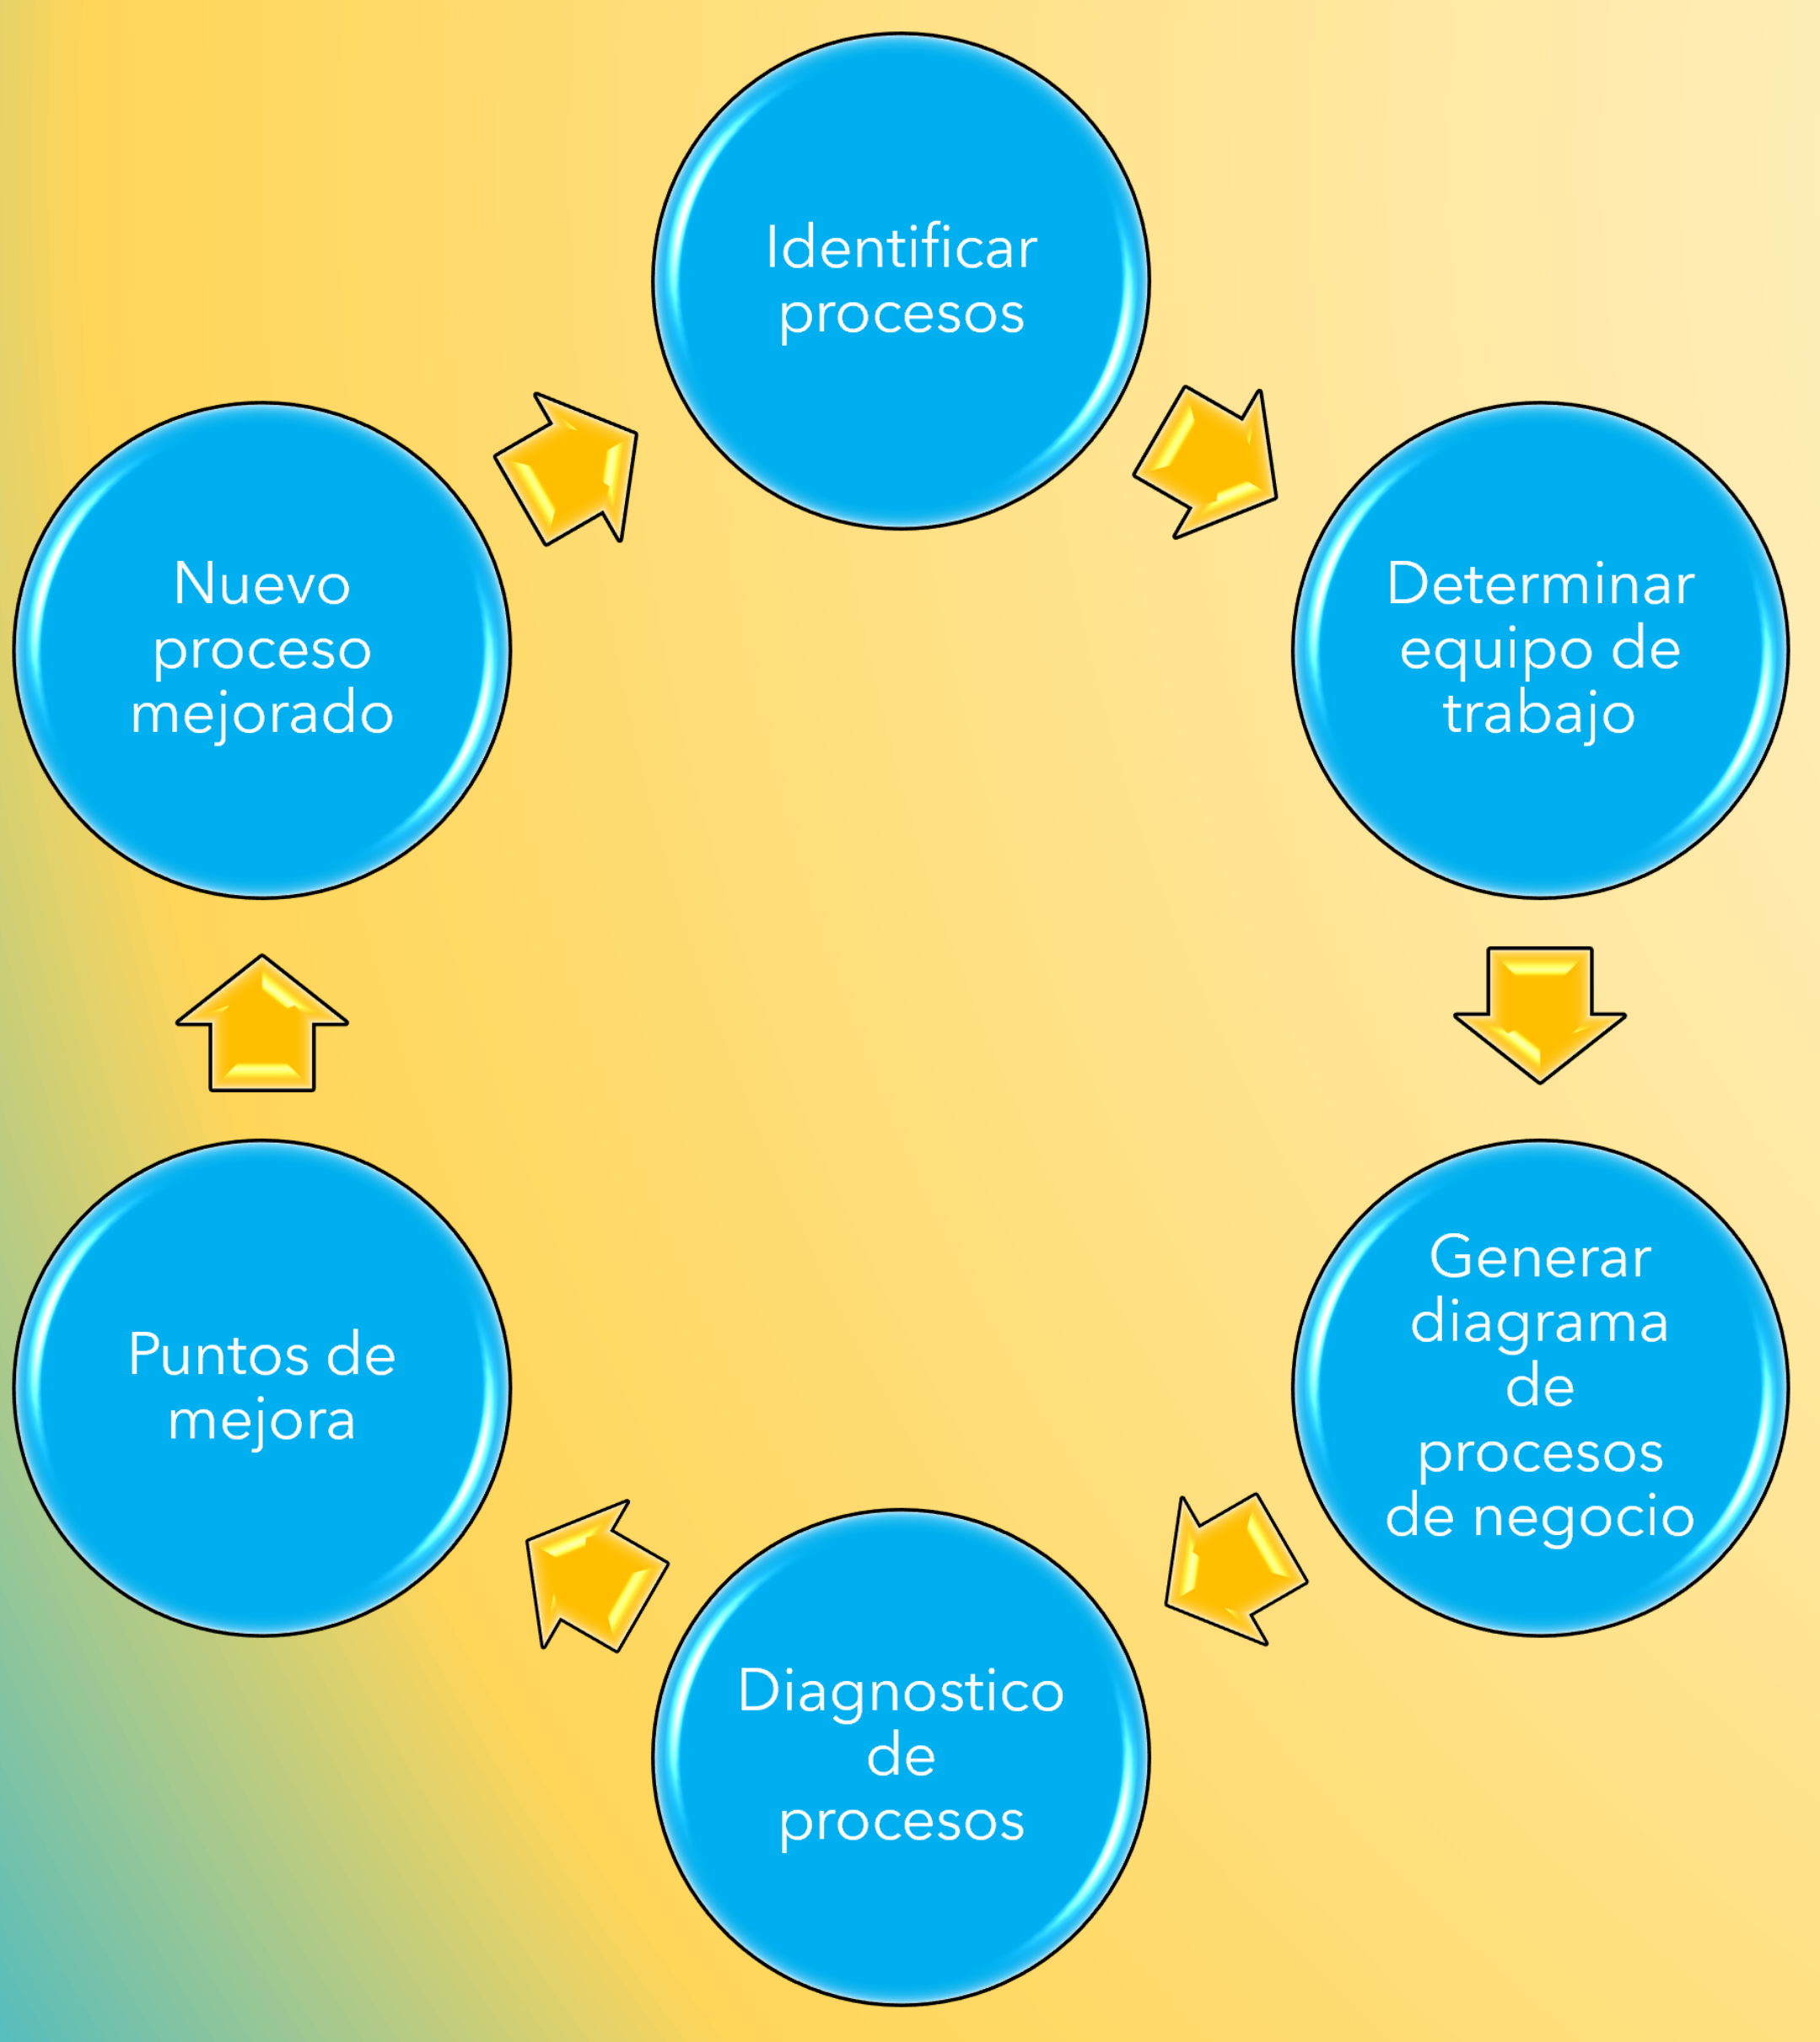 Identificar
procesos
Determinar
equipo de
trabajo
Generar
diagrama
de
procesos
de negocio
Diagnostico
de
procesos
Puntos de
mejora
Nuevo
proceso
mejorado